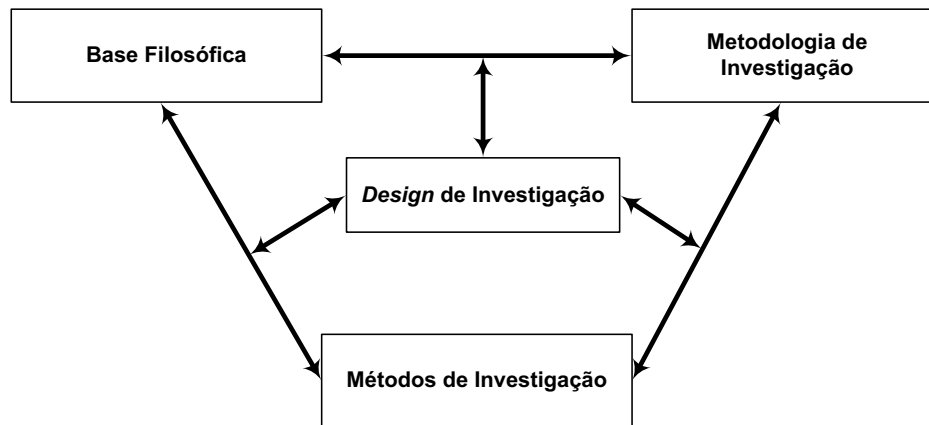 Base Filosófica
Metodologia de
Investigação
Design de Investigação
Métodos de Investigação